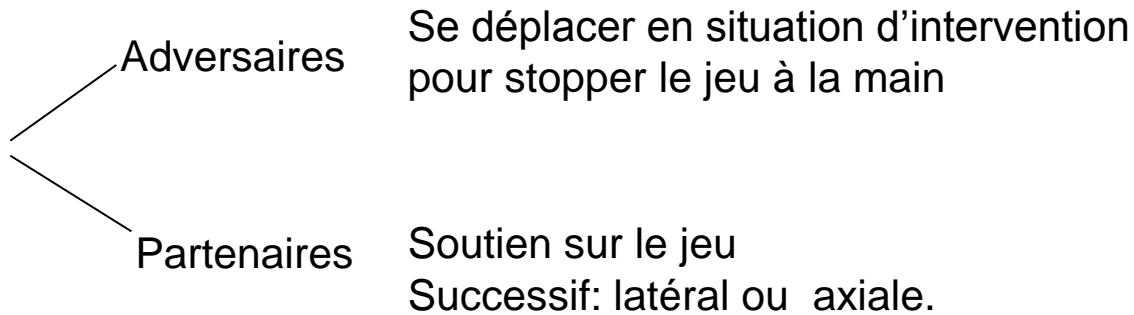 Adversaires
Se déplacer en situation d’intervention
pour stopper le jeu à la main
Partenaires
Soutien sur le jeu
Successif: latéral ou  axiale.